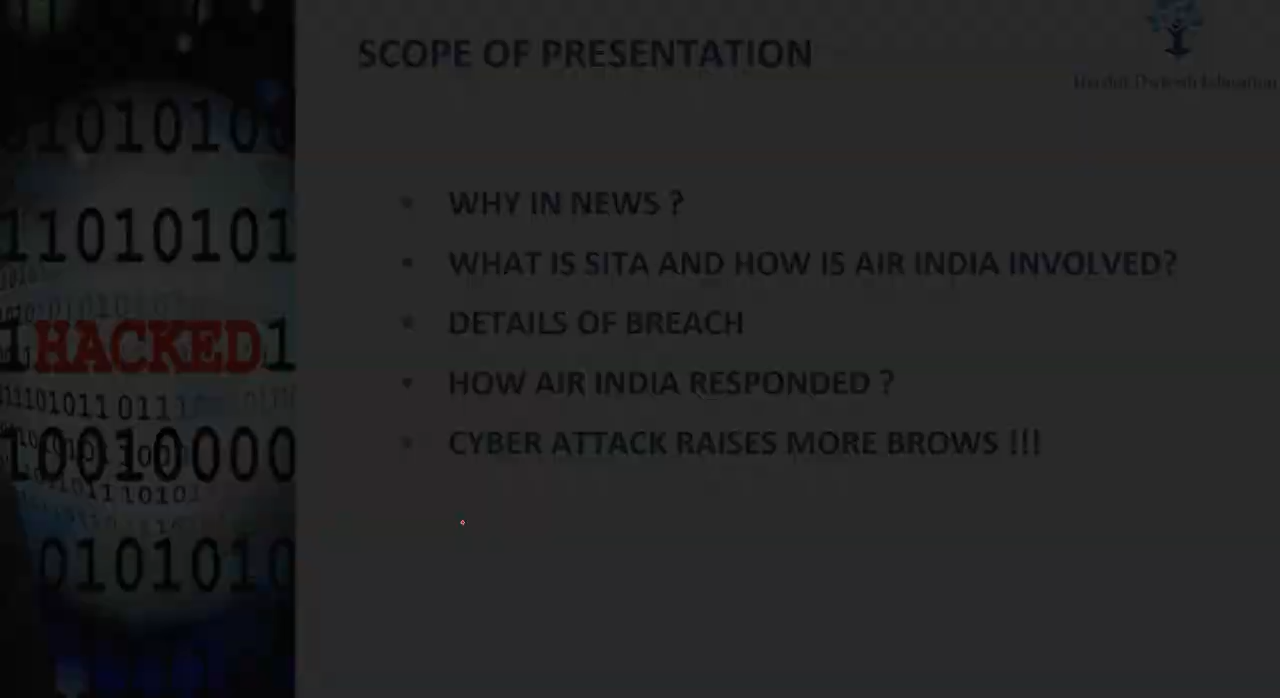 SCOPE OF PRESENTATION
WHY IN NEWS ?
WHAT IS SITA AND HOW IS AIR INDIA INVOLVED?
DETAILS OF BREACH
HOW AIR INDIA RESPONDED ?
CYBER ATTACK RAISES MORE BROWS !!!
1010100
11010101
1HACKED1
10010000
0101010